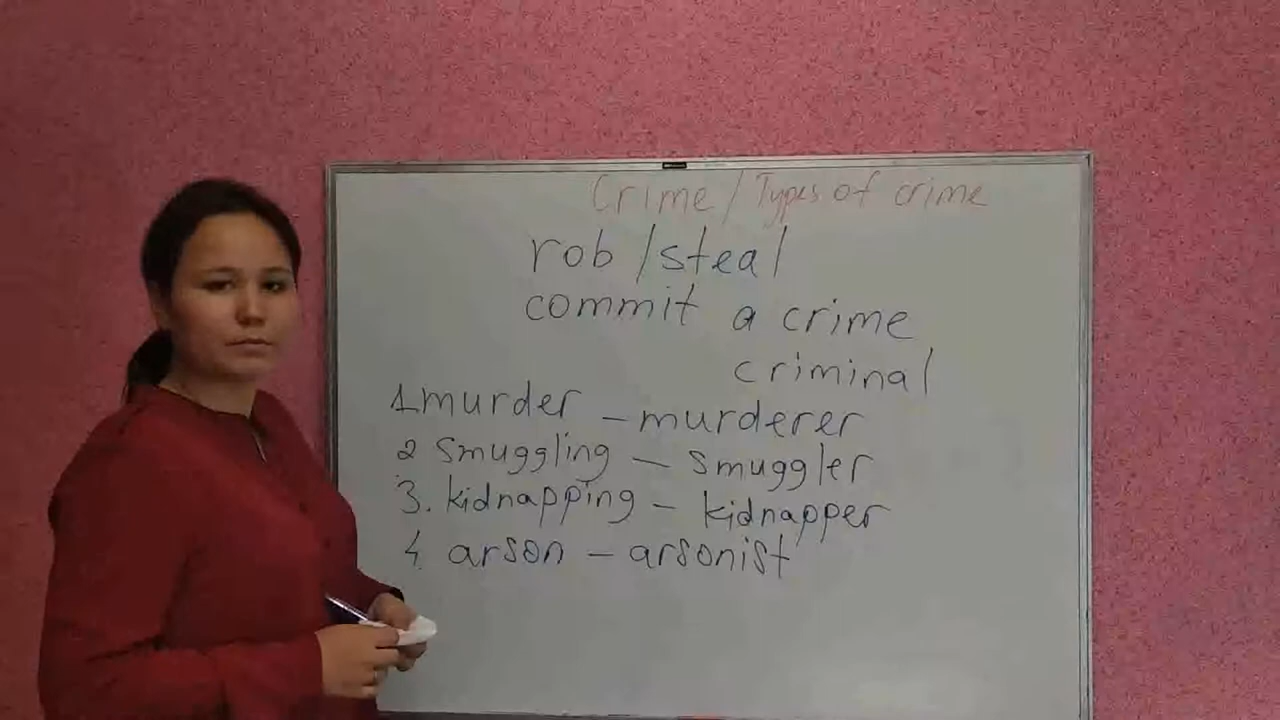 Crime / Types of crime
rob / steal
commit a crime
criminal
1. murder - murderer
2 smuggling - smuggler
3. kidnapping - kidnapper
4. arson - arsonist